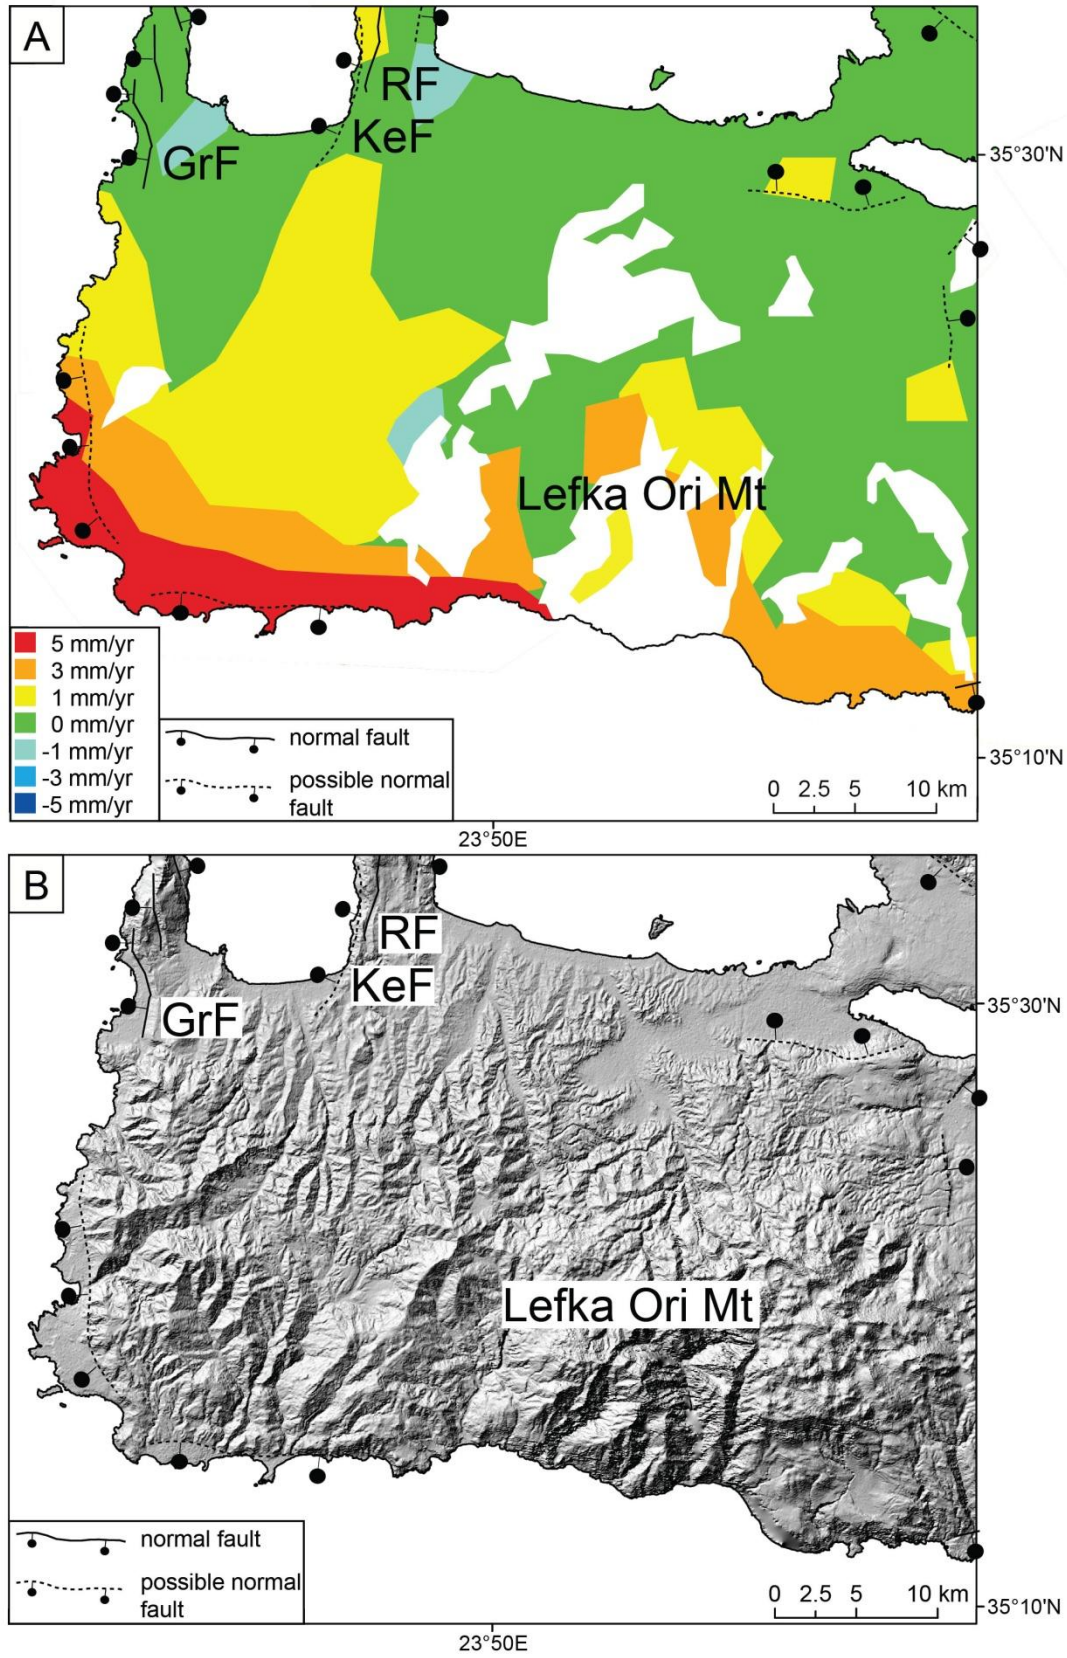 A
RF
KeF
GrF
35°30'N
Lefka Ori Mt
5 mm/yr
3 mm/yr
1 mm/yr
0 mm/yr
-1 mm/yr
-3 mm/yr
-5 mm/yr
normal fault
possible normal
fault
0 2.5 5 10 km
35°10'N
23°50E
B
RF
KeF
GrF
35°30'N
Lefka Ori Mt
normal fault
possible normal
fault
0 2.5 5 10 km
35°10'N
23°50E